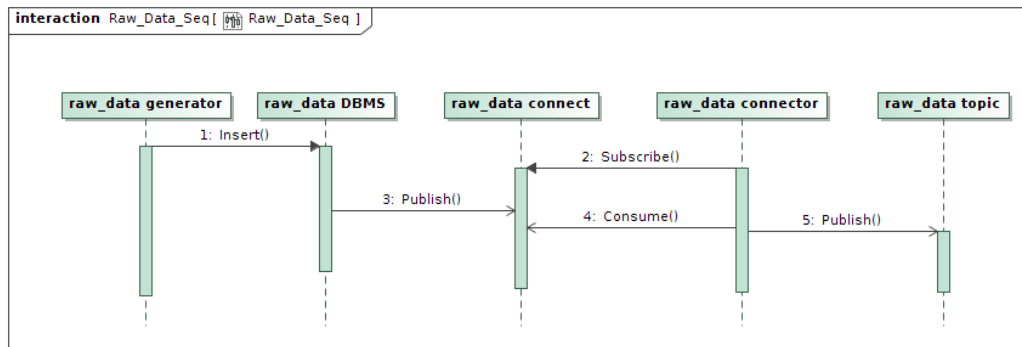 interaction Raw_Data_Seq[ Raw_Data_Seq ]
raw_data generator
raw_data DBMS
raw_data connect
raw_data connector
raw_data topic
1: Insert()
2: Subscribe()
3: Publish()
4: Consume()
5: Publish()